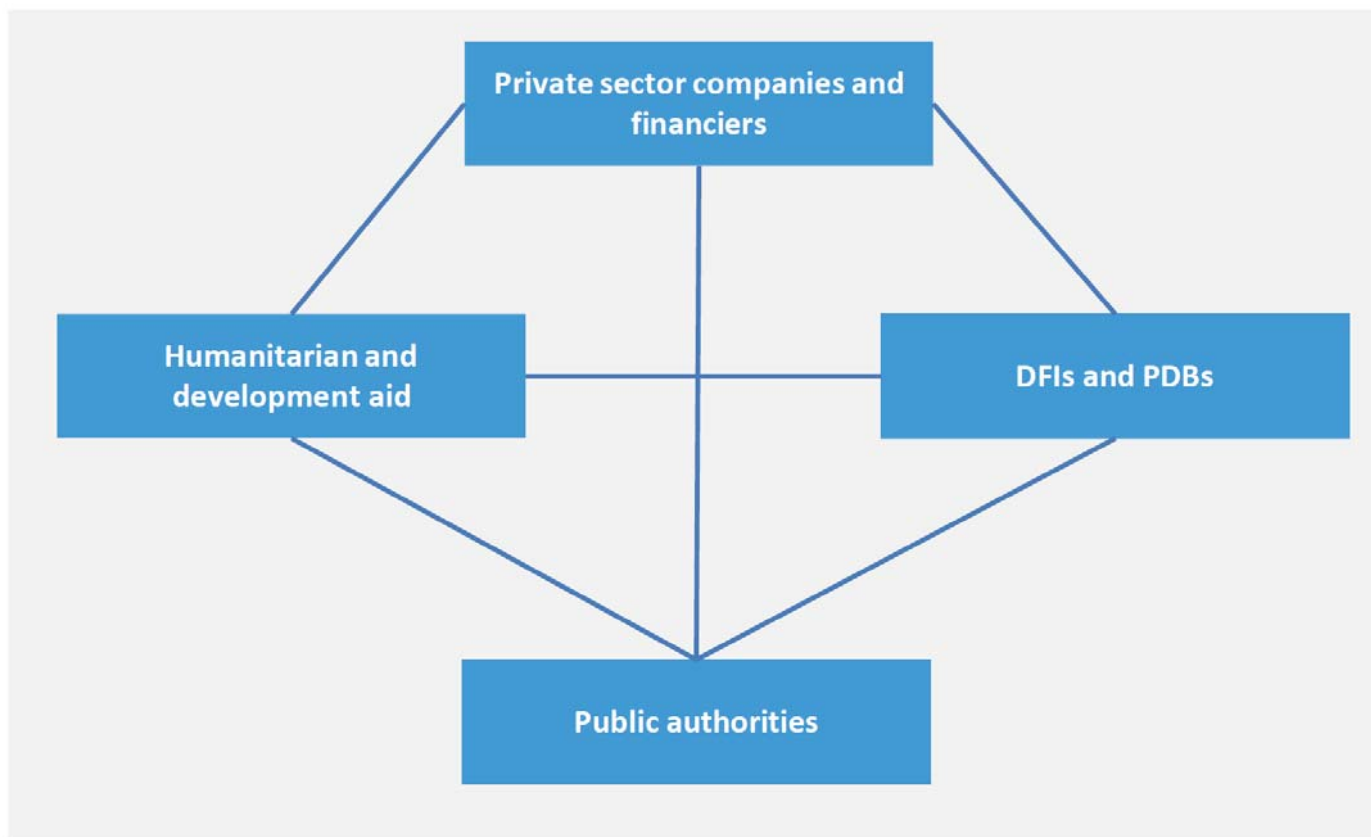 Private sector companies and
financiers
Humanitarian and
development aid
DFIs and PDBs
Public authorities